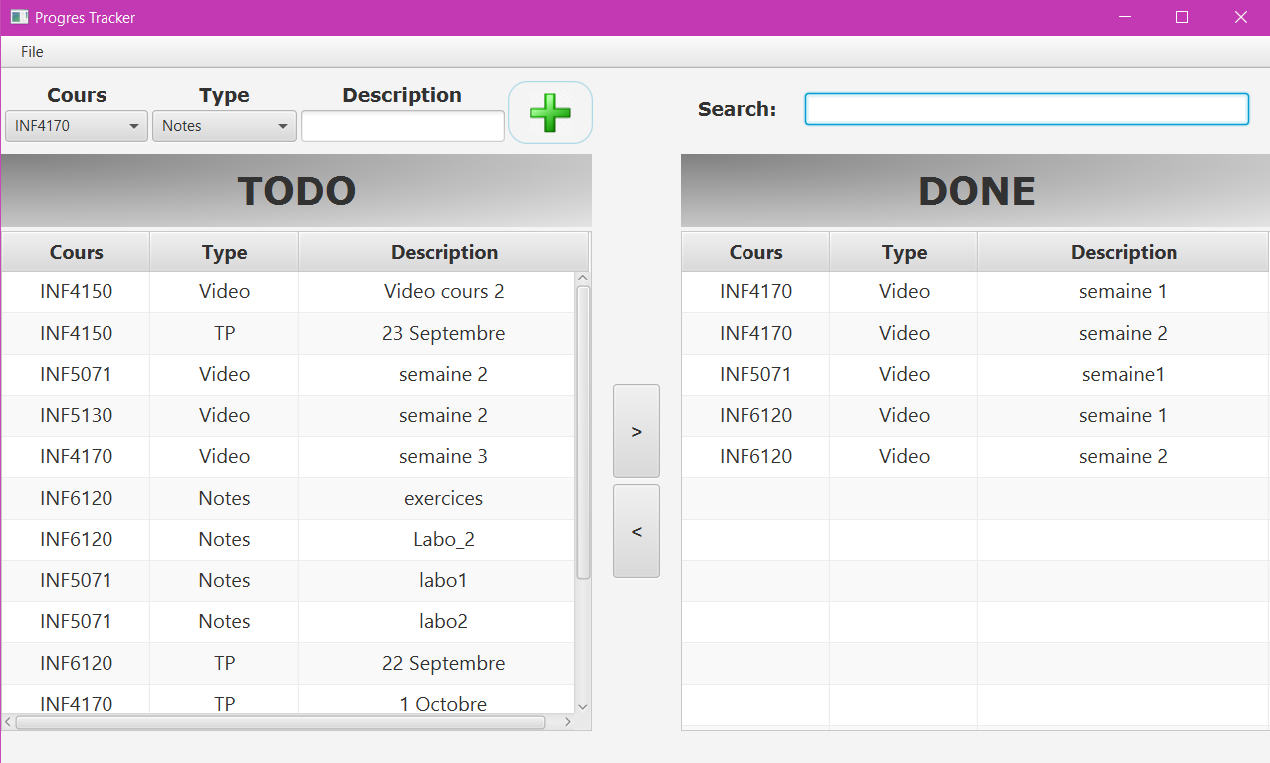 Progres Tracker
File
Cours Type Description
INF4170 Notes
Search:
TODO
Cours Type Description
INF4150 Video Video cours 2
INF4150 TP 23 Septembre
INF5071 Video semaine 2
INF5130 Video semaine 2
INF4170 Video semaine 3
INF6120 Notes exercices
INF6120 Notes Labo_2
INF5071 Notes labo1
INF5071 Notes labo2
INF6120 TP 22 Septembre
INF4170 TP 1 Octobre
>
<
DONE
Cours Type Description
INF4170 Video semaine 1
INF4170 Video semaine 2
INF5071 Video semaine1
INF6120 Video semaine 1
INF6120 Video semaine 2